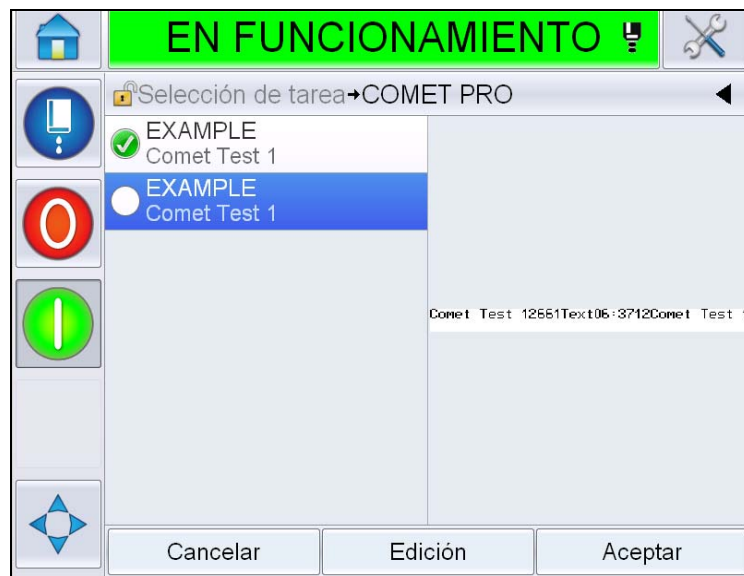 EN FUNCIONAMIENTO
Selección de tarea→COMET PRO
EXAMPLE
Comet Test 1
EXAMPLE
Comet Test 1
Comet Test 12661Text06:3712Comet Test
Cancelar
Edición
Aceptar